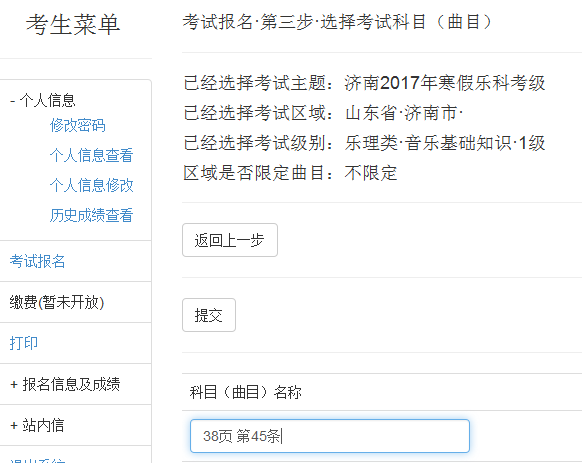 考生菜单
- 个人信息
修改密码
个人信息查看
个人信息修改
历史成绩查看
考试报名
缴费(暂未开放)
打印
+ 报名信息及成绩
+ 站内信
考试报名·第三步·选择考试科目（曲目）
已经选择考试主题：济南2017年寒假乐科考级
已经选择考试区域：山东省·济南市·
已经选择考试级别：乐理类·音乐基础知识·1级
区域是否限定曲目：不限定
返回上一步
提交
科目（曲目）名称
38页 第45条